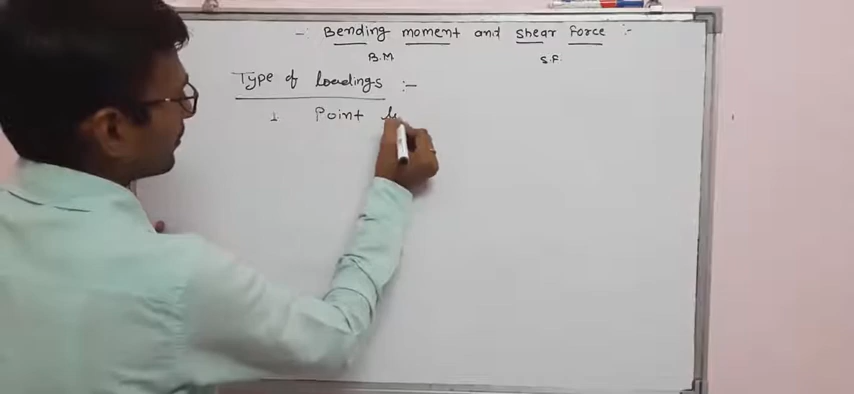 -: Bending moment and shear Force :-
B.M S.F.
Type of Loadings :-
1 Point